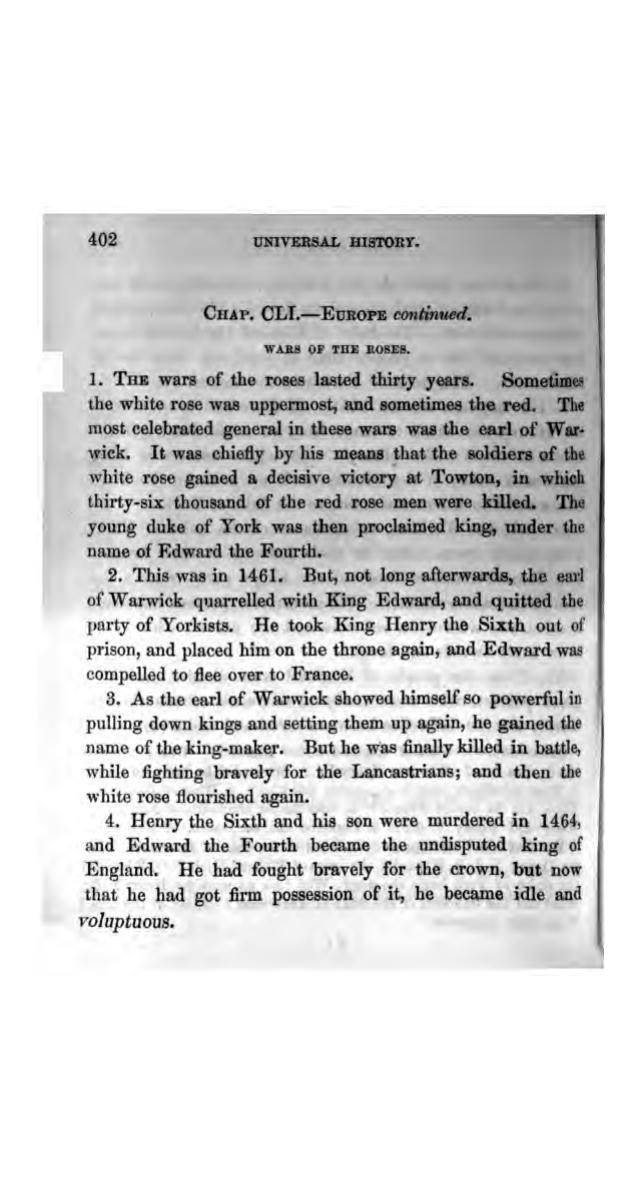 402 UNIVERSAL HISTORY.
CHAP. CLI.—EUROPE continued.
WARS OF THE ROSES.
1. THE wars of the roses lasted thirty years. Sometimes
the white rose was uppermost, and sometimes the red. The
most celebrated general in these wars was the earl of War-
wick. It was chiefly by his means that the soldiers of the
white rose gained a decisive victory at Towton, in which
thirty-six thousand of the red rose men were killed. The
young duke of York was then proclaimed king, under the
name of Edward the Fourth.
2. This was in 1461. But, not long afterwards, the earl
of Warwick quarrelled with King Edward, and quitted the
party of Yorkists. He took King Henry the Sixth out of
prison, and placed him on the throne again, and Edward was
compelled to flee over to France.
3. As the earl of Warwick showed himself so powerful in
pulling down kings and setting them up again, he gained the
name of the king-maker. But he was finally killed in battle,
while fighting bravely for the Lancastrians; and then the
white rose flourished again.
4. Henry the Sixth and his son were murdered in 1464,
and Edward the Fourth became the undisputed king of
England. He had fought bravely for the crown, but now
that he had got firm possession of it, he became idle and
voluptuous.